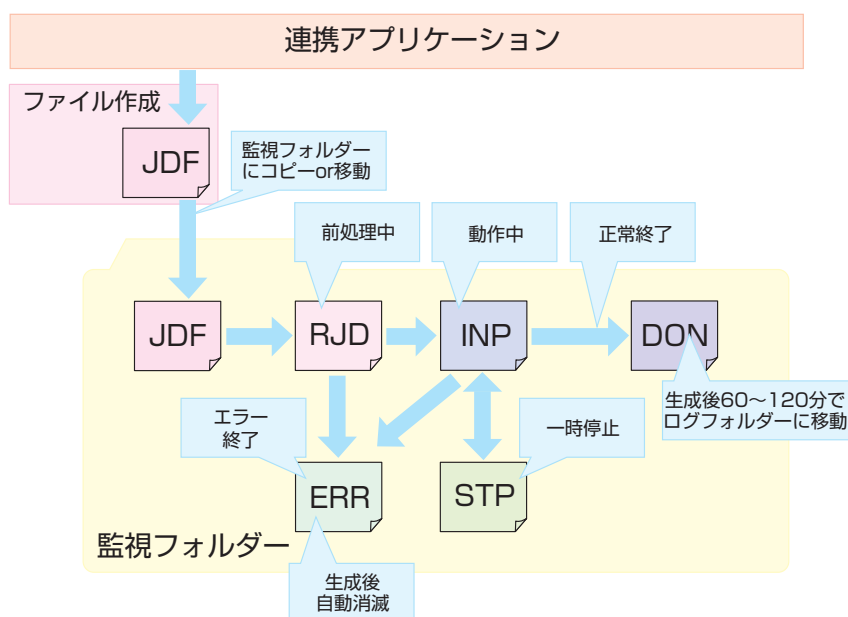 連携アプリケーション
ファイル作成
JDF
監視フォルダー
にコピーor移動
前処理中
動作中
正常終了
JDF
RJD
INP
DON
生成後60～120分で
ログフォルダーに移動
エラー
終了
一時停止
ERR
STP
監視フォルダー
生成後
自動消滅